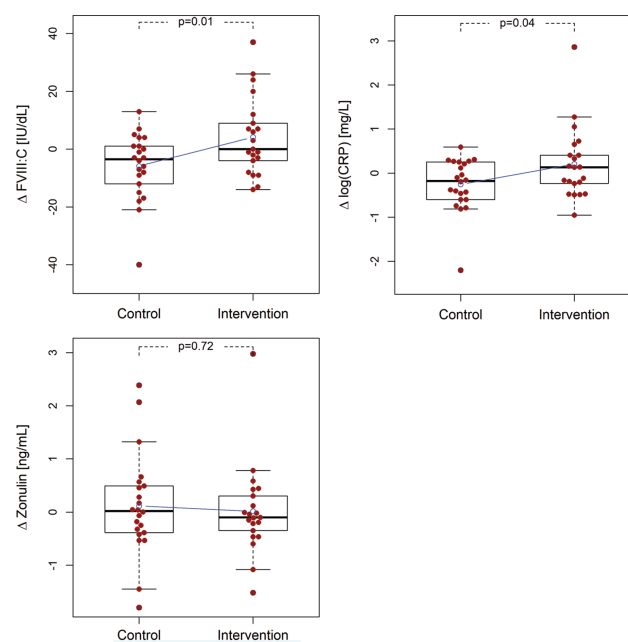 p=0.01
Δ FVIII:C [IU/dL]
40
20
0
-20
-40
Control Intervention
p=0.04
Δ log(CRP) [mg/L]
3
2
1
0
-1
-2
Control Intervention
p=0.72
Δ Zonulin [ng/mL]
3
2
1
0
-1
Control Intervention